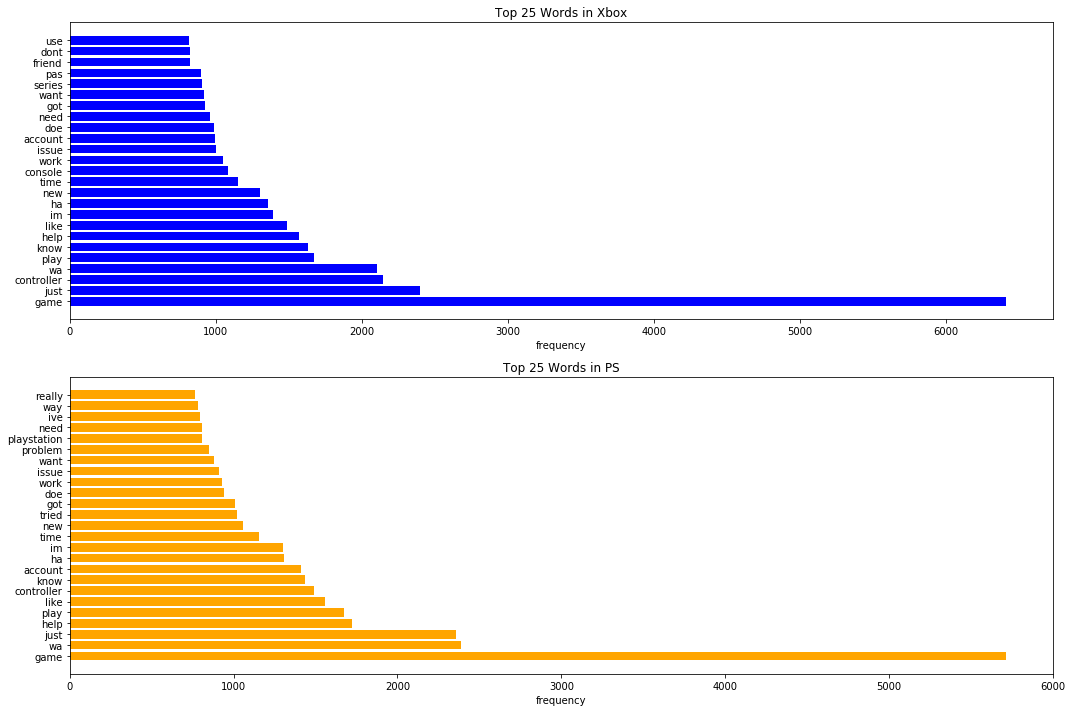 Top 25 Words in Xbox
use
dont
friend
pas
series
want
got
need
doe
account
issue
work
console
time
new
ha
im
like
help
know
play
wa
controller
just
game
0 1000 2000 3000 4000 5000 6000
frequency
Top 25 Words in PS
really
way
ive
need
playstation
problem
want
issue
work
doe
got
tried
new
time
im
ha
account
know
controller
like
play
help
just
wa
game
0 1000 2000 3000 4000 5000 6000
frequency